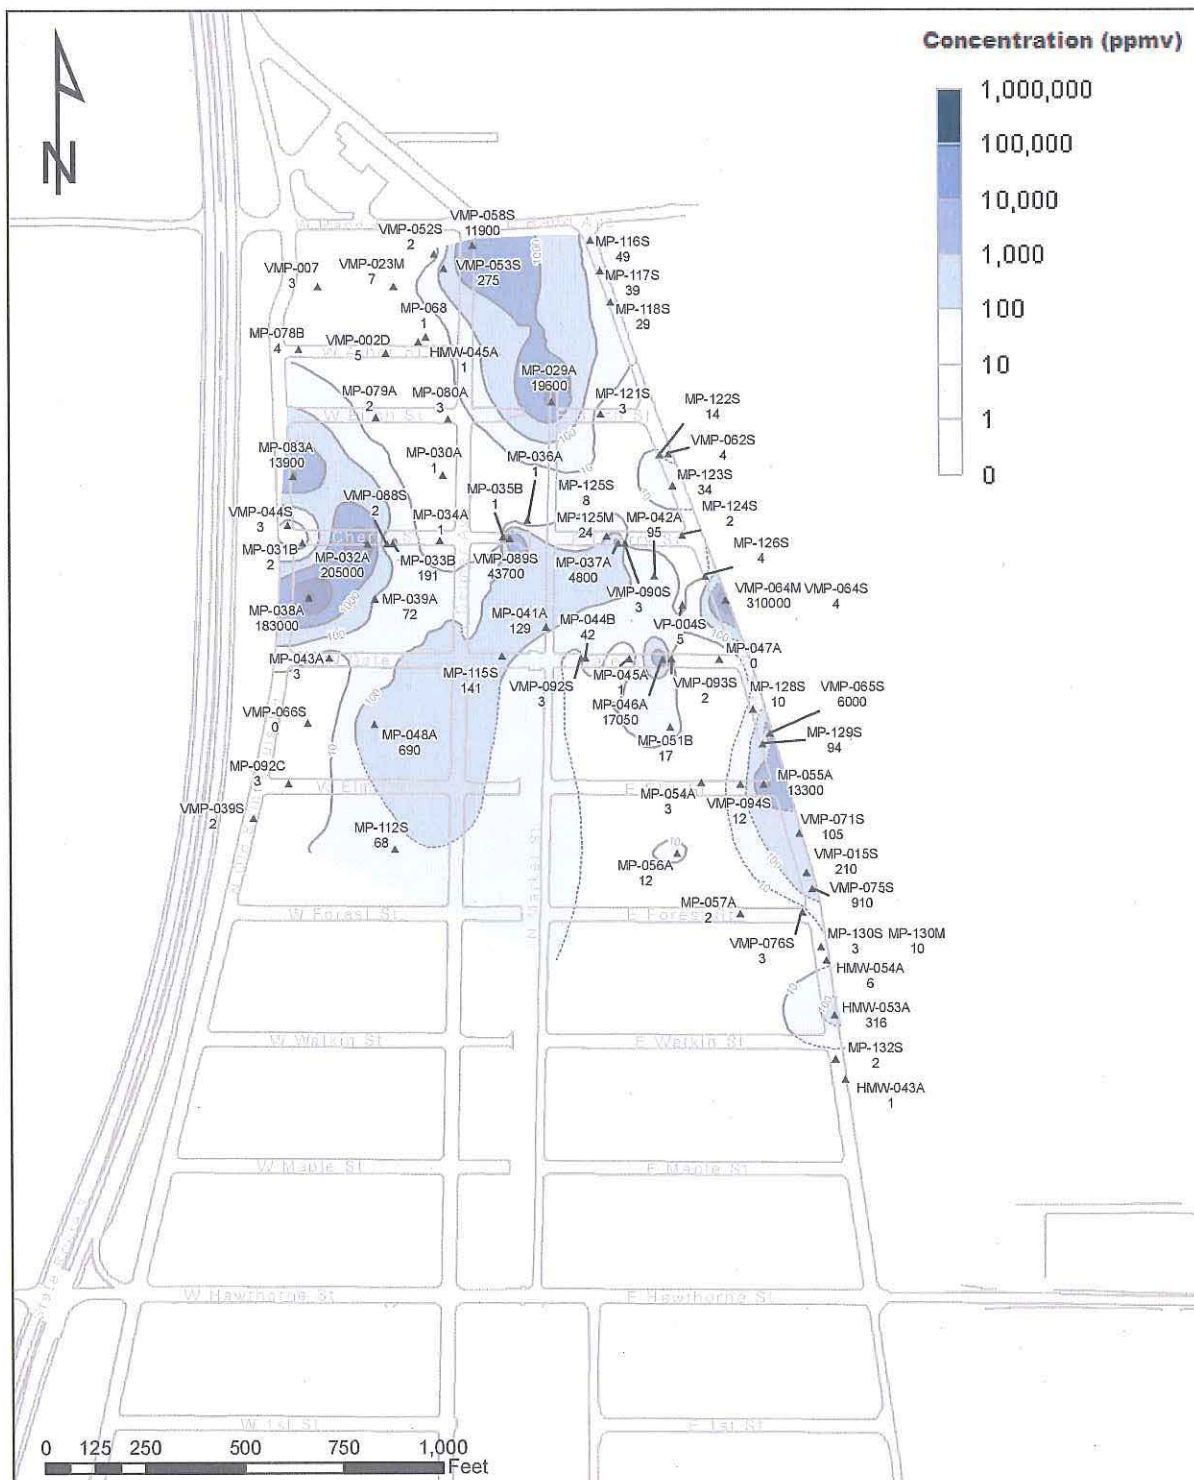 Concentration (ppmv)
1,000,000
100,000
10,000
1,000
100
10
1
0
N
VMP-058S
11900
VMP-052S
2
MP-116S
49
VMP-007
3
VMP-023M
7
VMP-053S
275
MP-117S
39
MP-068
1
MP-118S
29
MP-078B
4
VMP-002D
5
HMW-045A
1
MP-029A
19600
MP-079A
2
MP-080A
3
MP-121S
3
MP-122S
14
VMP-062S
4
MP-083A
13900
MP-030A
1
MP-036A
1
MP-123S
34
MP-035B
1
MP-125S
8
VMP-088S
2
VMP-044S
3
MP-034A
1
MP-125M
24
MP-042A
95
MP-124S
2
MP-031B
2
MP-032A
205000
MP-033B
191
VMP-089S
43700
MP-037A
4800
MP-126S
4
VMP-090S
3
VMP-064M
310000
VMP-064S
4
MP-038A
183000
MP-039A
72
MP-041A
129
MP-044B
42
VP-004S
5
MP-043A
3
MP-115S
141
VMP-092S
3
MP-045A
1
VMP-093S
2
MP-047A
0
MP-046A
17050
MP-128S
10
VMP-065S
6000
VMP-066S
0
MP-048A
690
MP-051B
17
MP-129S
94
MP-092C
3
W Elm
MP-054A
3
VMP-094S
12
MP-055A
13300
VMP-039S
2
MP-112S
68
MP-056A
12
VMP-071S
105
VMP-015S
210
VMP-075S
910
MP-057A
2
W Forest St
N Market St
E Forest St
VMP-076S
3
MP-130S
3
MP-130M
10
HMW-054A
6
HMW-053A
316
W Watkin St
E Watkin St
MP-132S
2
HMW-043A
1
W Maple St
E Maple St
W Hawthorne St
E Hawthorne St
W 1st St
E 1st St
0 125 250 500 750 1,000
Feet